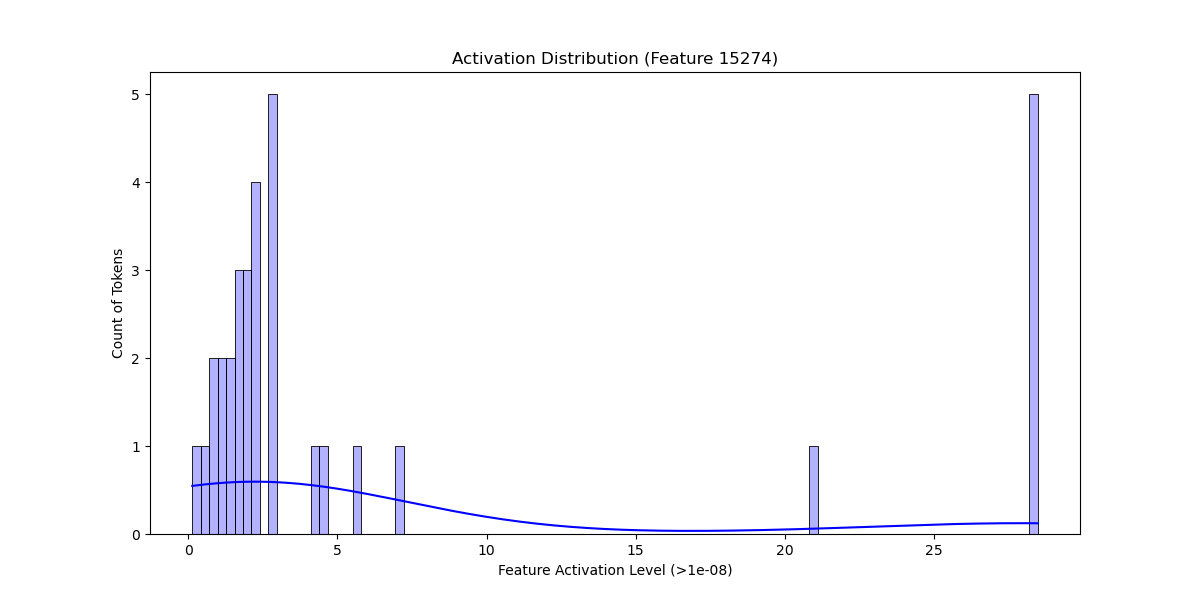 Activation Distribution (Feature 15274)
Count of Tokens
5
4
3
2
1
0
0 5 10 15 20 25
Feature Activation Level (>1e-08)